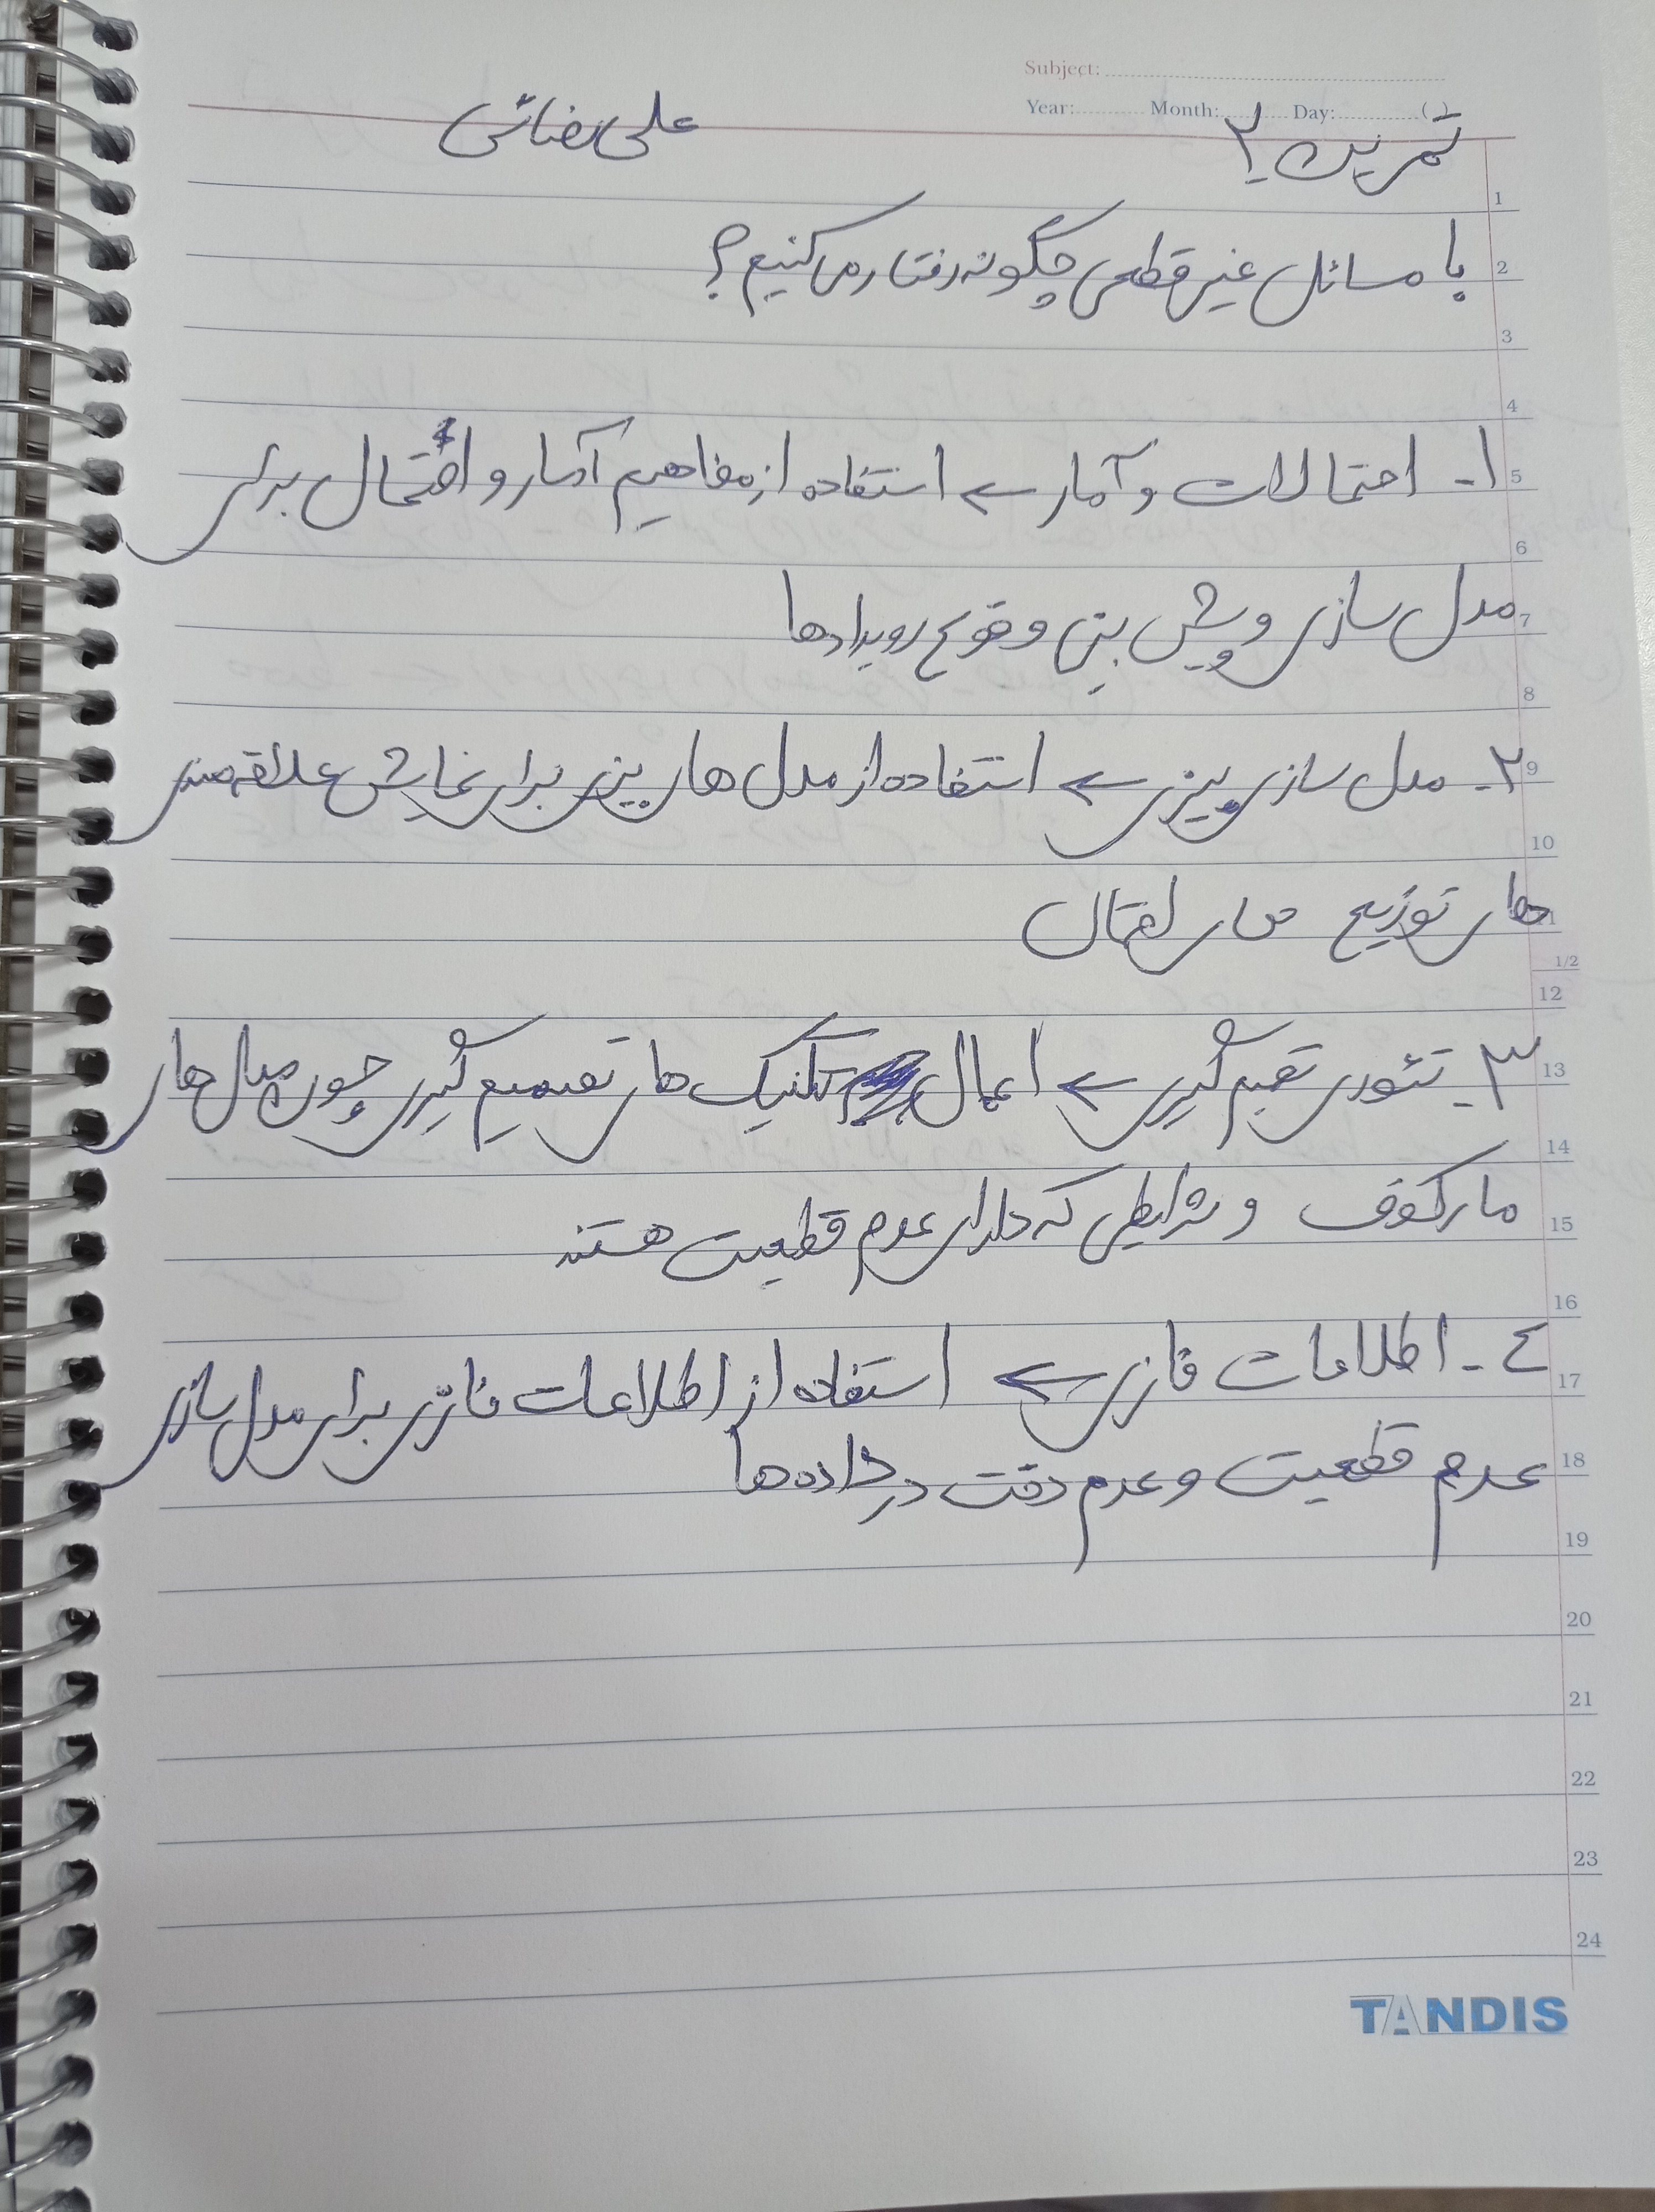 Subject:
Year: Month: Day: ( )
تمرین ۲ علی رضائی
1
با مسائل غیر قطعی چگونه رفتار می کنیم؟
2
3
4
۱- احتمالات و آمار ← استفاده از مفاهیم آمار و احتمال برای
5
6
مدل سازی و پیش بینی وقوع رویدادها
7
8
۲- مدل سازی بیزی ← استفاده از مدل های بیزی برای نمایش علاقه مندی
9
10
های توزیع های احتمال
11
1/2
12
۳- تئوری تصمیم گیری ← اعمال تکنیک های تصمیم گیری چون مدل های
13
14
مارکوف و شرایطی که دارای عدم قطعیت هستند
15
16
٤- اطلاعات فازی ← استفاده از اطلاعات فازی برای مدل سازی
17
عدم قطعیت و عدم دقت در داده ها
18
19
20
21
22
23
24
TANDIS